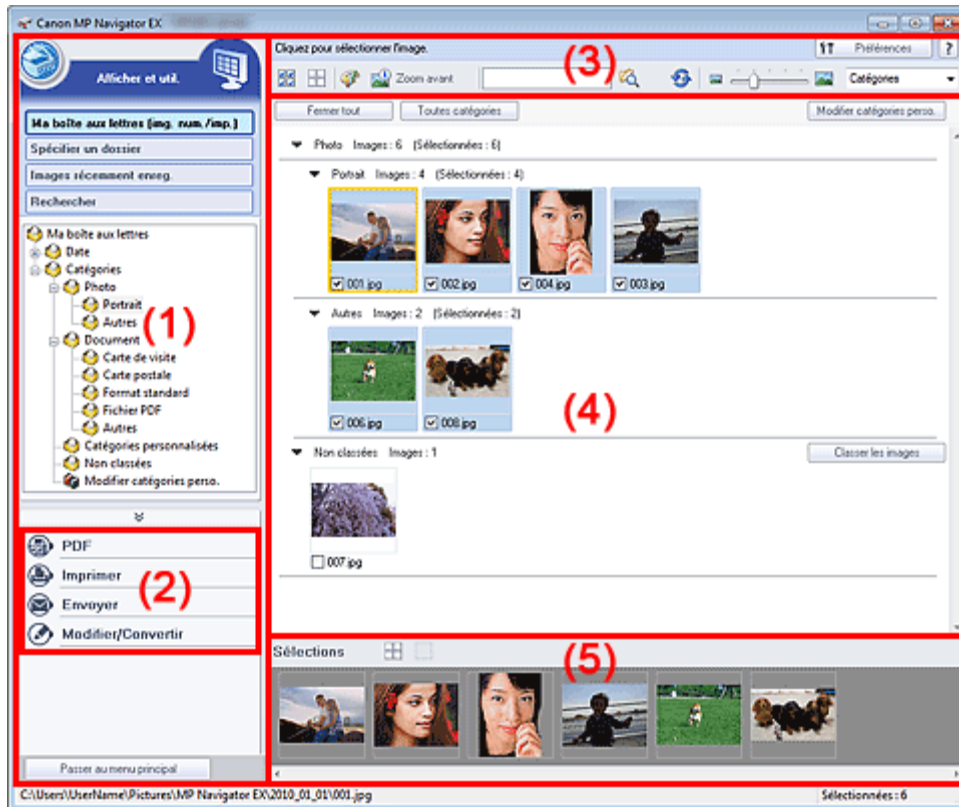 Canon MP Navigator EX
Afficher et util.
Ma boîte aux lettres (img. num./imp.)
Spécifier un dossier
Images récemment enreg.
Rechercher
Ma boîte aux lettres
Date
Catégories
Photo
Portrait
Autres
Document
Carte de visite
Carte postale
Format standard
Fichier PDF
Autres
Catégories personnalisées
Non classées
Modifier catégories perso.
(1)
PDF
Imprimer
Envoyer
Modifier/Convertir
(2)
Passer au menu principal
Cliquez pour sélectionner l'image.
Préférences
?
Zoom avant
Catégories
(3)
Fermer tout
Toutes catégories
Modifier catégories perso.
Photo Images : 6 (Sélectionnées : 6)
Portrait Images : 4 (Sélectionnées : 4)
001.jpg
002.jpg
004.jpg
003.jpg
Autres Images : 2 (Sélectionnées : 2)
006.jpg
008.jpg
(4)
Non classées Images : 1
Classer les images
007.jpg
Sélections
(5)
C:\Users\UserName\Pictures\MP Navigator EX\2010_01_01\001.jpg
Sélectionnées : 6